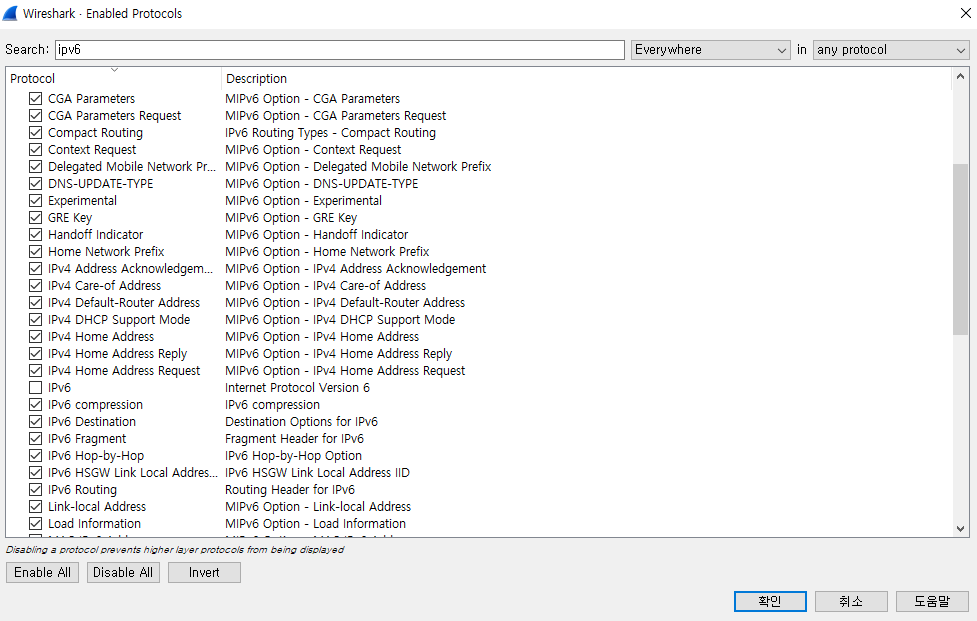 Wireshark · Enabled Protocols
Search: ipv6 Everywhere in any protocol
Protocol Description
CGA Parameters MIPv6 Option - CGA Parameters
CGA Parameters Request MIPv6 Option - CGA Parameters Request
Compact Routing IPv6 Routing Types - Compact Routing
Context Request MIPv6 Option - Context Request
Delegated Mobile Network Pr... MIPv6 Option - Delegated Mobile Network Prefix
DNS-UPDATE-TYPE MIPv6 Option - DNS-UPDATE-TYPE
Experimental MIPv6 Option - Experimental
GRE Key MIPv6 Option - GRE Key
Handoff Indicator MIPv6 Option - Handoff Indicator
Home Network Prefix MIPv6 Option - Home Network Prefix
IPv4 Address Acknowledgem... MIPv6 Option - IPv4 Address Acknowledgement
IPv4 Care-of Address MIPv6 Option - IPv4 Care-of Address
IPv4 Default-Router Address MIPv6 Option - IPv4 Default-Router Address
IPv4 DHCP Support Mode MIPv6 Option - IPv4 DHCP Support Mode
IPv4 Home Address MIPv6 Option - IPv4 Home Address
IPv4 Home Address Reply MIPv6 Option - IPv4 Home Address Reply
IPv4 Home Address Request MIPv6 Option - IPv4 Home Address Request
IPv6 Internet Protocol Version 6
IPv6 compression IPv6 compression
IPv6 Destination Destination Options for IPv6
IPv6 Fragment Fragment Header for IPv6
IPv6 Hop-by-Hop IPv6 Hop-by-Hop Option
IPv6 HSGW Link Local Addres... IPv6 HSGW Link Local Address IID
IPv6 Routing Routing Header for IPv6
Link-local Address MIPv6 Option - Link-local Address
Load Information MIPv6 Option - Load Information
Disabling a protocol prevents higher layer protocols from being displayed
Enable All Disable All Invert
확인 취소 도움말